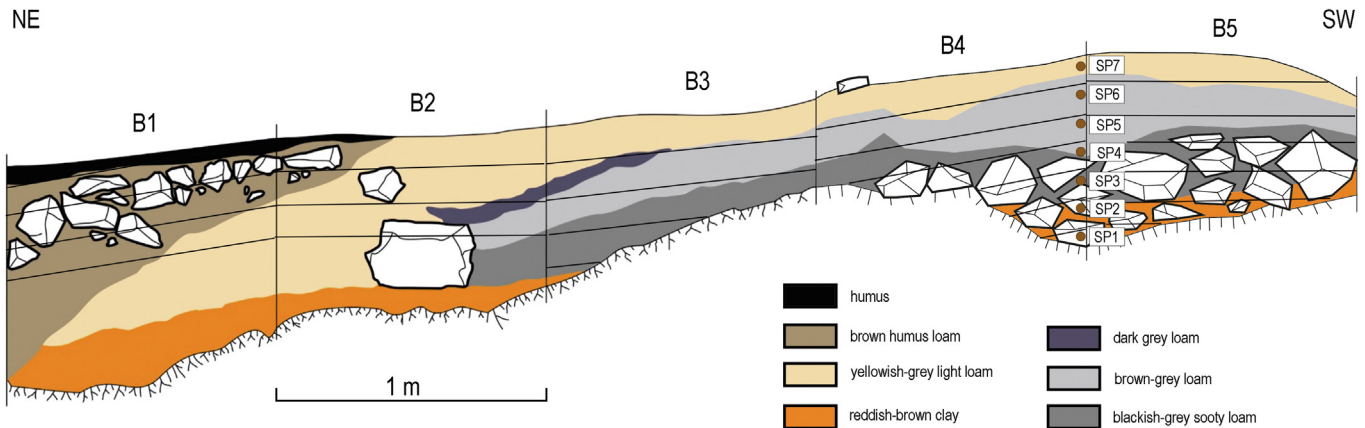 NE
SW
B1
B2
B3
B4
B5
SP7
SP6
SP5
SP4
SP3
SP2
SP1
1 m
humus
brown humus loam
yellowish-grey light loam
reddish-brown clay
dark grey loam
brown-grey loam
blackish-grey sooty loam